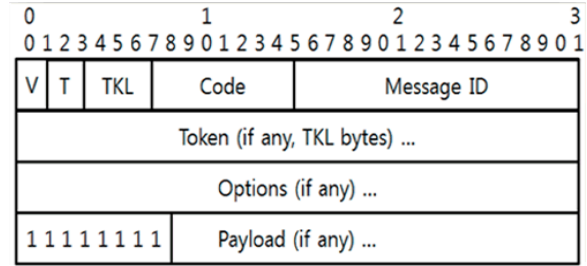 0 1 2 3
0 1 2 3 4 5 6 7 8 9 0 1 2 3 4 5 6 7 8 9 0 1 2 3 4 5 6 7 8 9 0 1
V T TKL Code Message ID
Token (if any, TKL bytes) ...
Options (if any) ...
1 1 1 1 1 1 1 1 Payload (if any) ...